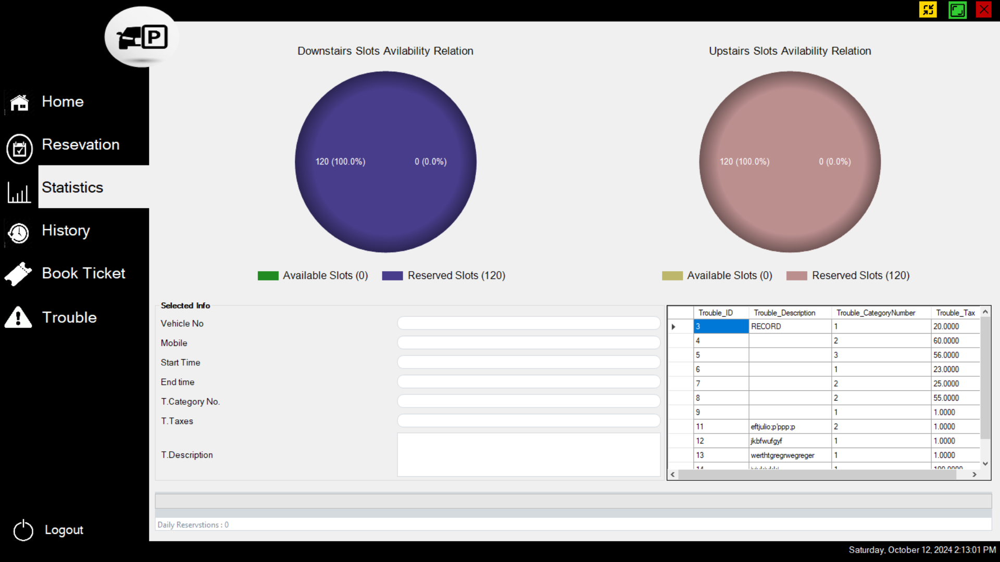 P
Home
Resevation
Statistics
History
Book Ticket
Trouble
Logout
Downstairs Slots Avilability Relation
120 (100.0%) 0 (0.0%)
Available Slots (0) Reserved Slots (120)
Upstairs Slots Avilability Relation
120 (100.0%) 0 (0.0%)
Available Slots (0) Reserved Slots (120)
Selected Info
Vehicle No
Mobile
Start Time
End time
T.Category No.
T.Taxes
T.Description
Trouble_ID Trouble_Description Trouble_CategoryNumber Trouble_Tax
3 RECORD 1 20.0000
4 2 60.0000
5 3 56.0000
6 1 23.0000
7 2 25.0000
8 2 55.0000
9 1 1.0000
11 eftjulio;p'ppp;p 2 1.0000
12 jkbfwufgyf 1 1.0000
13 werthtgregrwegreger 1 1.0000
14 1 100.0000
Daily Reservstions : 0
Saturday, October 12, 2024 2:13:01 PM